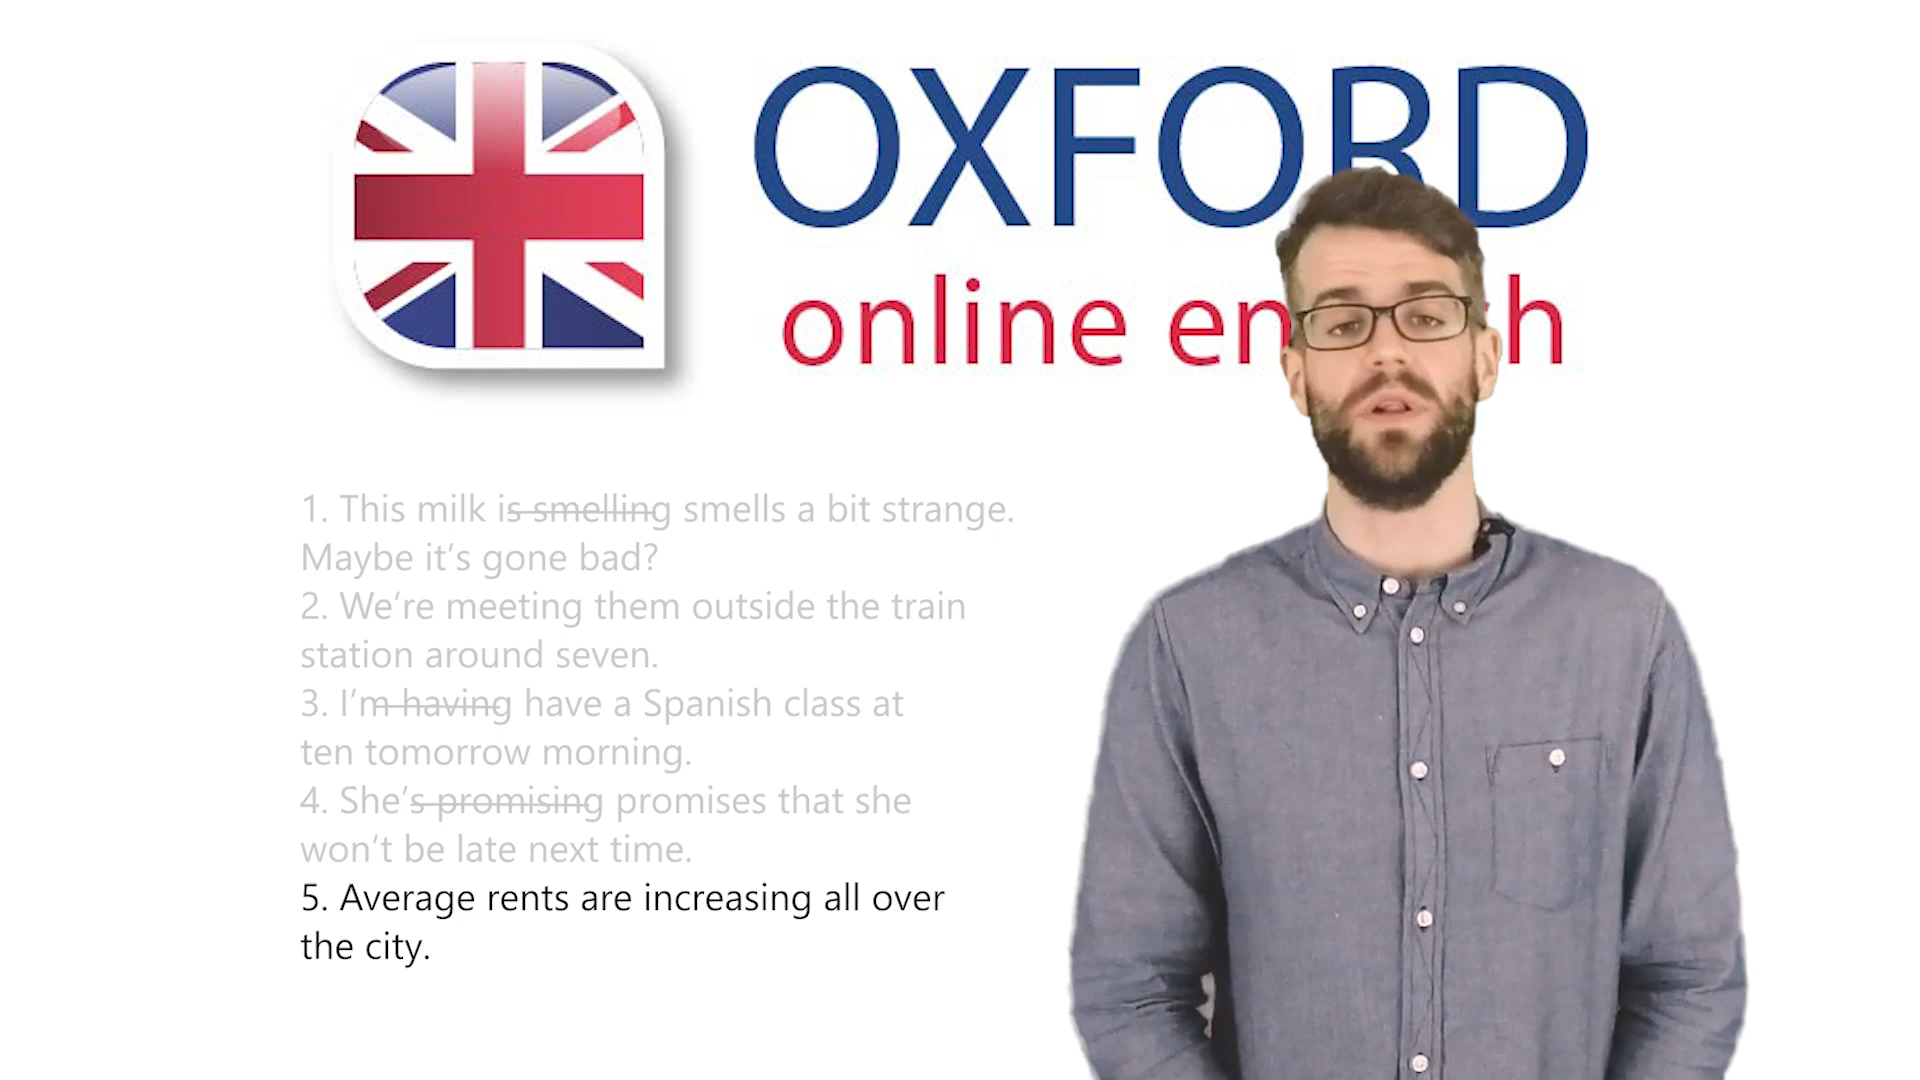 OXFORD
online en h
1. This milk is smelling smells a bit strange.
Maybe it’s gone bad?
2. We’re meeting them outside the train
station around seven.
3. I’m having have a Spanish class at
ten tomorrow morning.
4. She’s promising promises that she
won’t be late next time.
5. Average rents are increasing all over
the city.